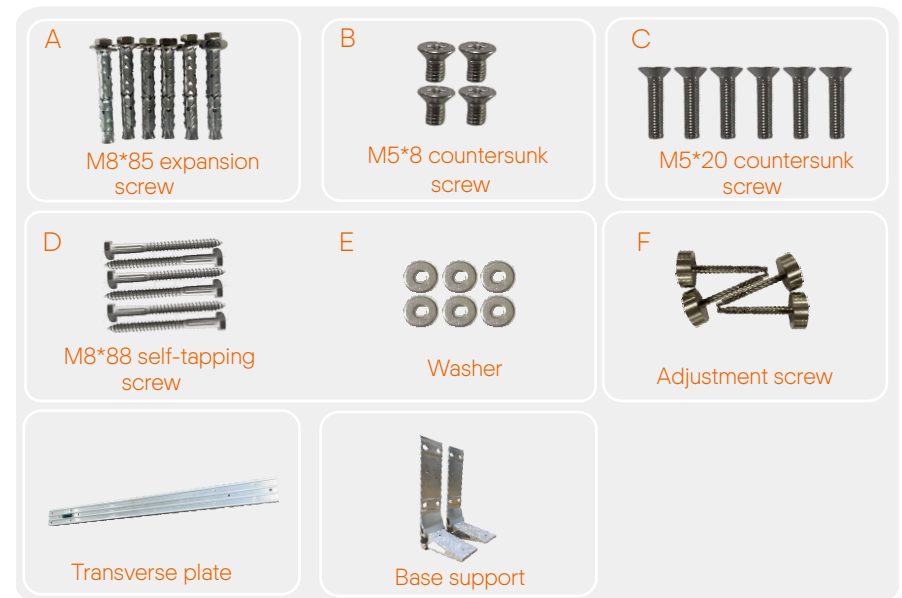 A
M8*85 expansion
screw
B
M5*8 countersunk
screw
C
M5*20 countersunk
screw
D
M8*88 self-tapping
screw
E
Washer
F
Adjustment screw
Transverse plate
Base support